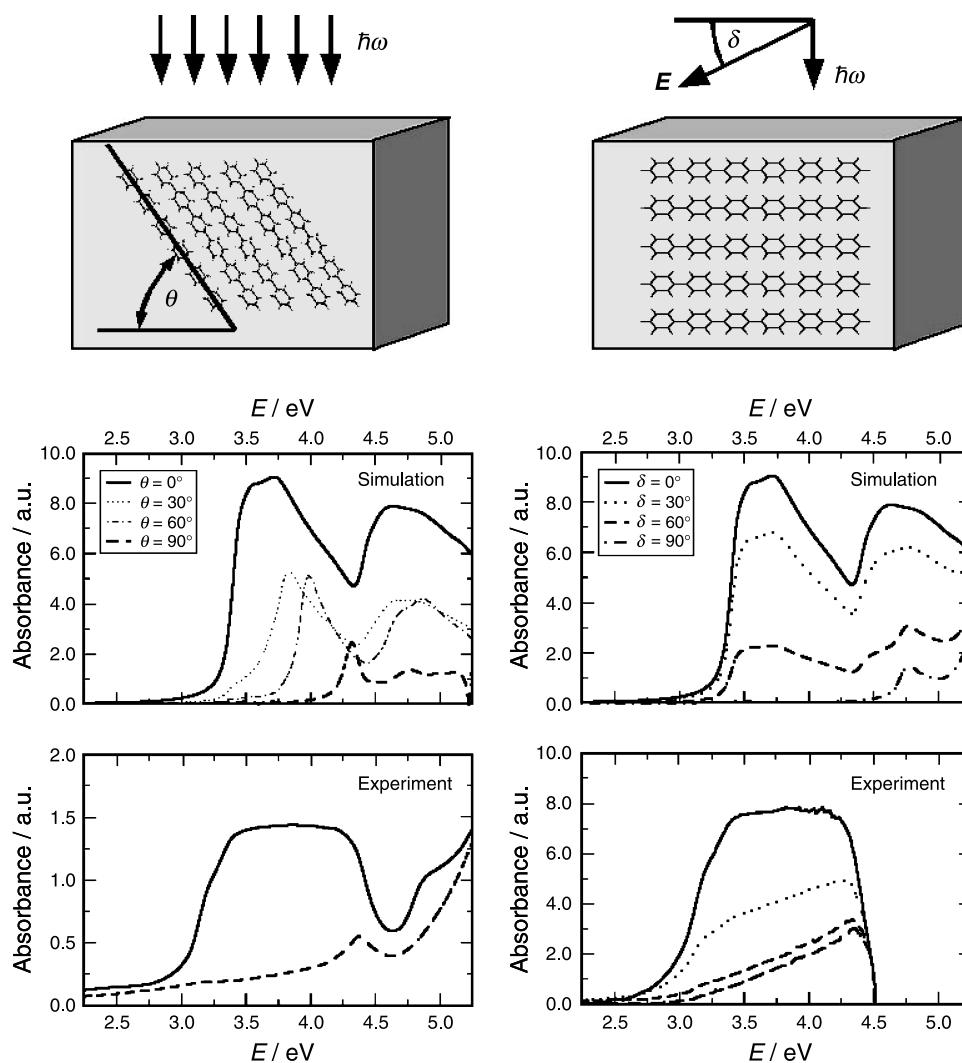 ħω
δ
E
ħω
θ
E / eV
2.5 3.0 3.5 4.0 4.5 5.0
10.0
8.0
6.0
4.0
2.0
0.0
Absorbance / a.u.
Simulation
θ = 0°
θ = 30°
θ = 60°
θ = 90°
E / eV
2.5 3.0 3.5 4.0 4.5 5.0
10.0
8.0
6.0
4.0
2.0
0.0
Absorbance / a.u.
Simulation
δ = 0°
δ = 30°
δ = 60°
δ = 90°
2.0
1.5
1.0
0.5
0.0
Absorbance / a.u.
Experiment
2.5 3.0 3.5 4.0 4.5 5.0
E / eV
10.0
8.0
6.0
4.0
2.0
0.0
Absorbance / a.u.
Experiment
2.5 3.0 3.5 4.0 4.5 5.0
E / eV